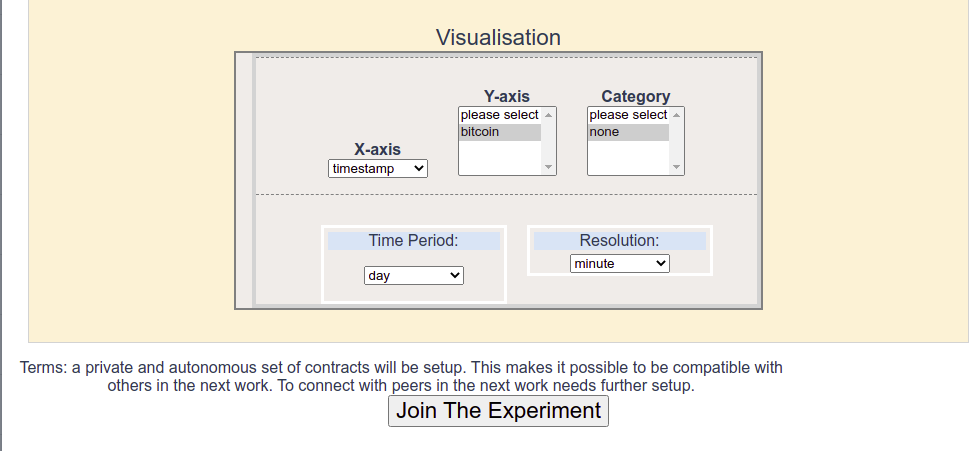 Visualisation
Y-axis
Category
please select
please select
bitcoin
none
X-axis
timestamp
Time Period:
Resolution:
day
minute
Terms: a private and autonomous set of contracts will be setup. This makes it possible to be compatible with
others in the next work. To connect with peers in the next work needs further setup.
Join The Experiment